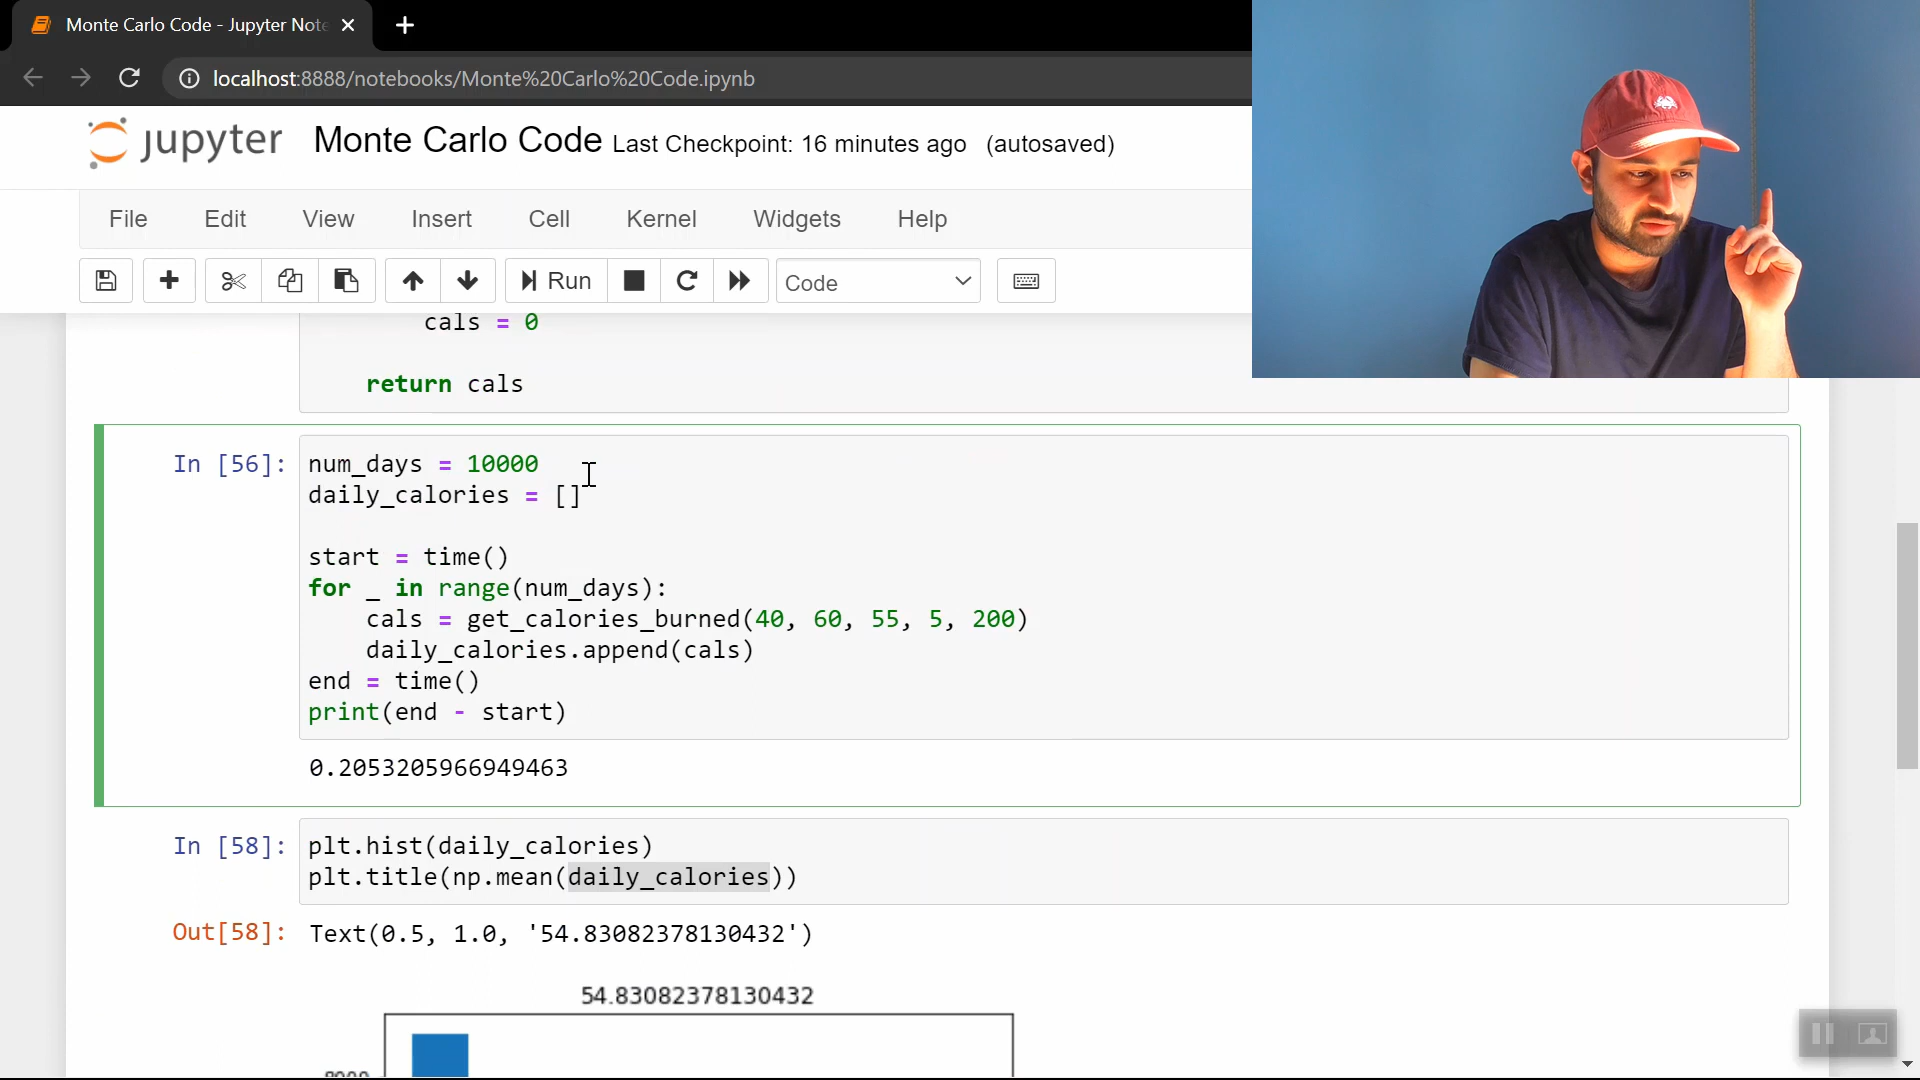 Monte Carlo Code - Jupyter Note
localhost:8888/notebooks/Monte%20Carlo%20Code.ipynb
jupyter Monte Carlo Code Last Checkpoint: 16 minutes ago (autosaved)
File Edit View Insert Cell Kernel Widgets Help
Run Code
cals = 0
return cals
In [56]: num_days = 10000
daily_calories = []
start = time()
for _ in range(num_days):
cals = get_calories_burned(40, 60, 55, 5, 200)
daily_calories.append(cals)
end = time()
print(end - start)
0.2053205966949463
In [58]: plt.hist(daily_calories)
plt.title(np.mean(daily_calories))
Out[58]: Text(0.5, 1.0, '54.83082378130432')
54.83082378130432